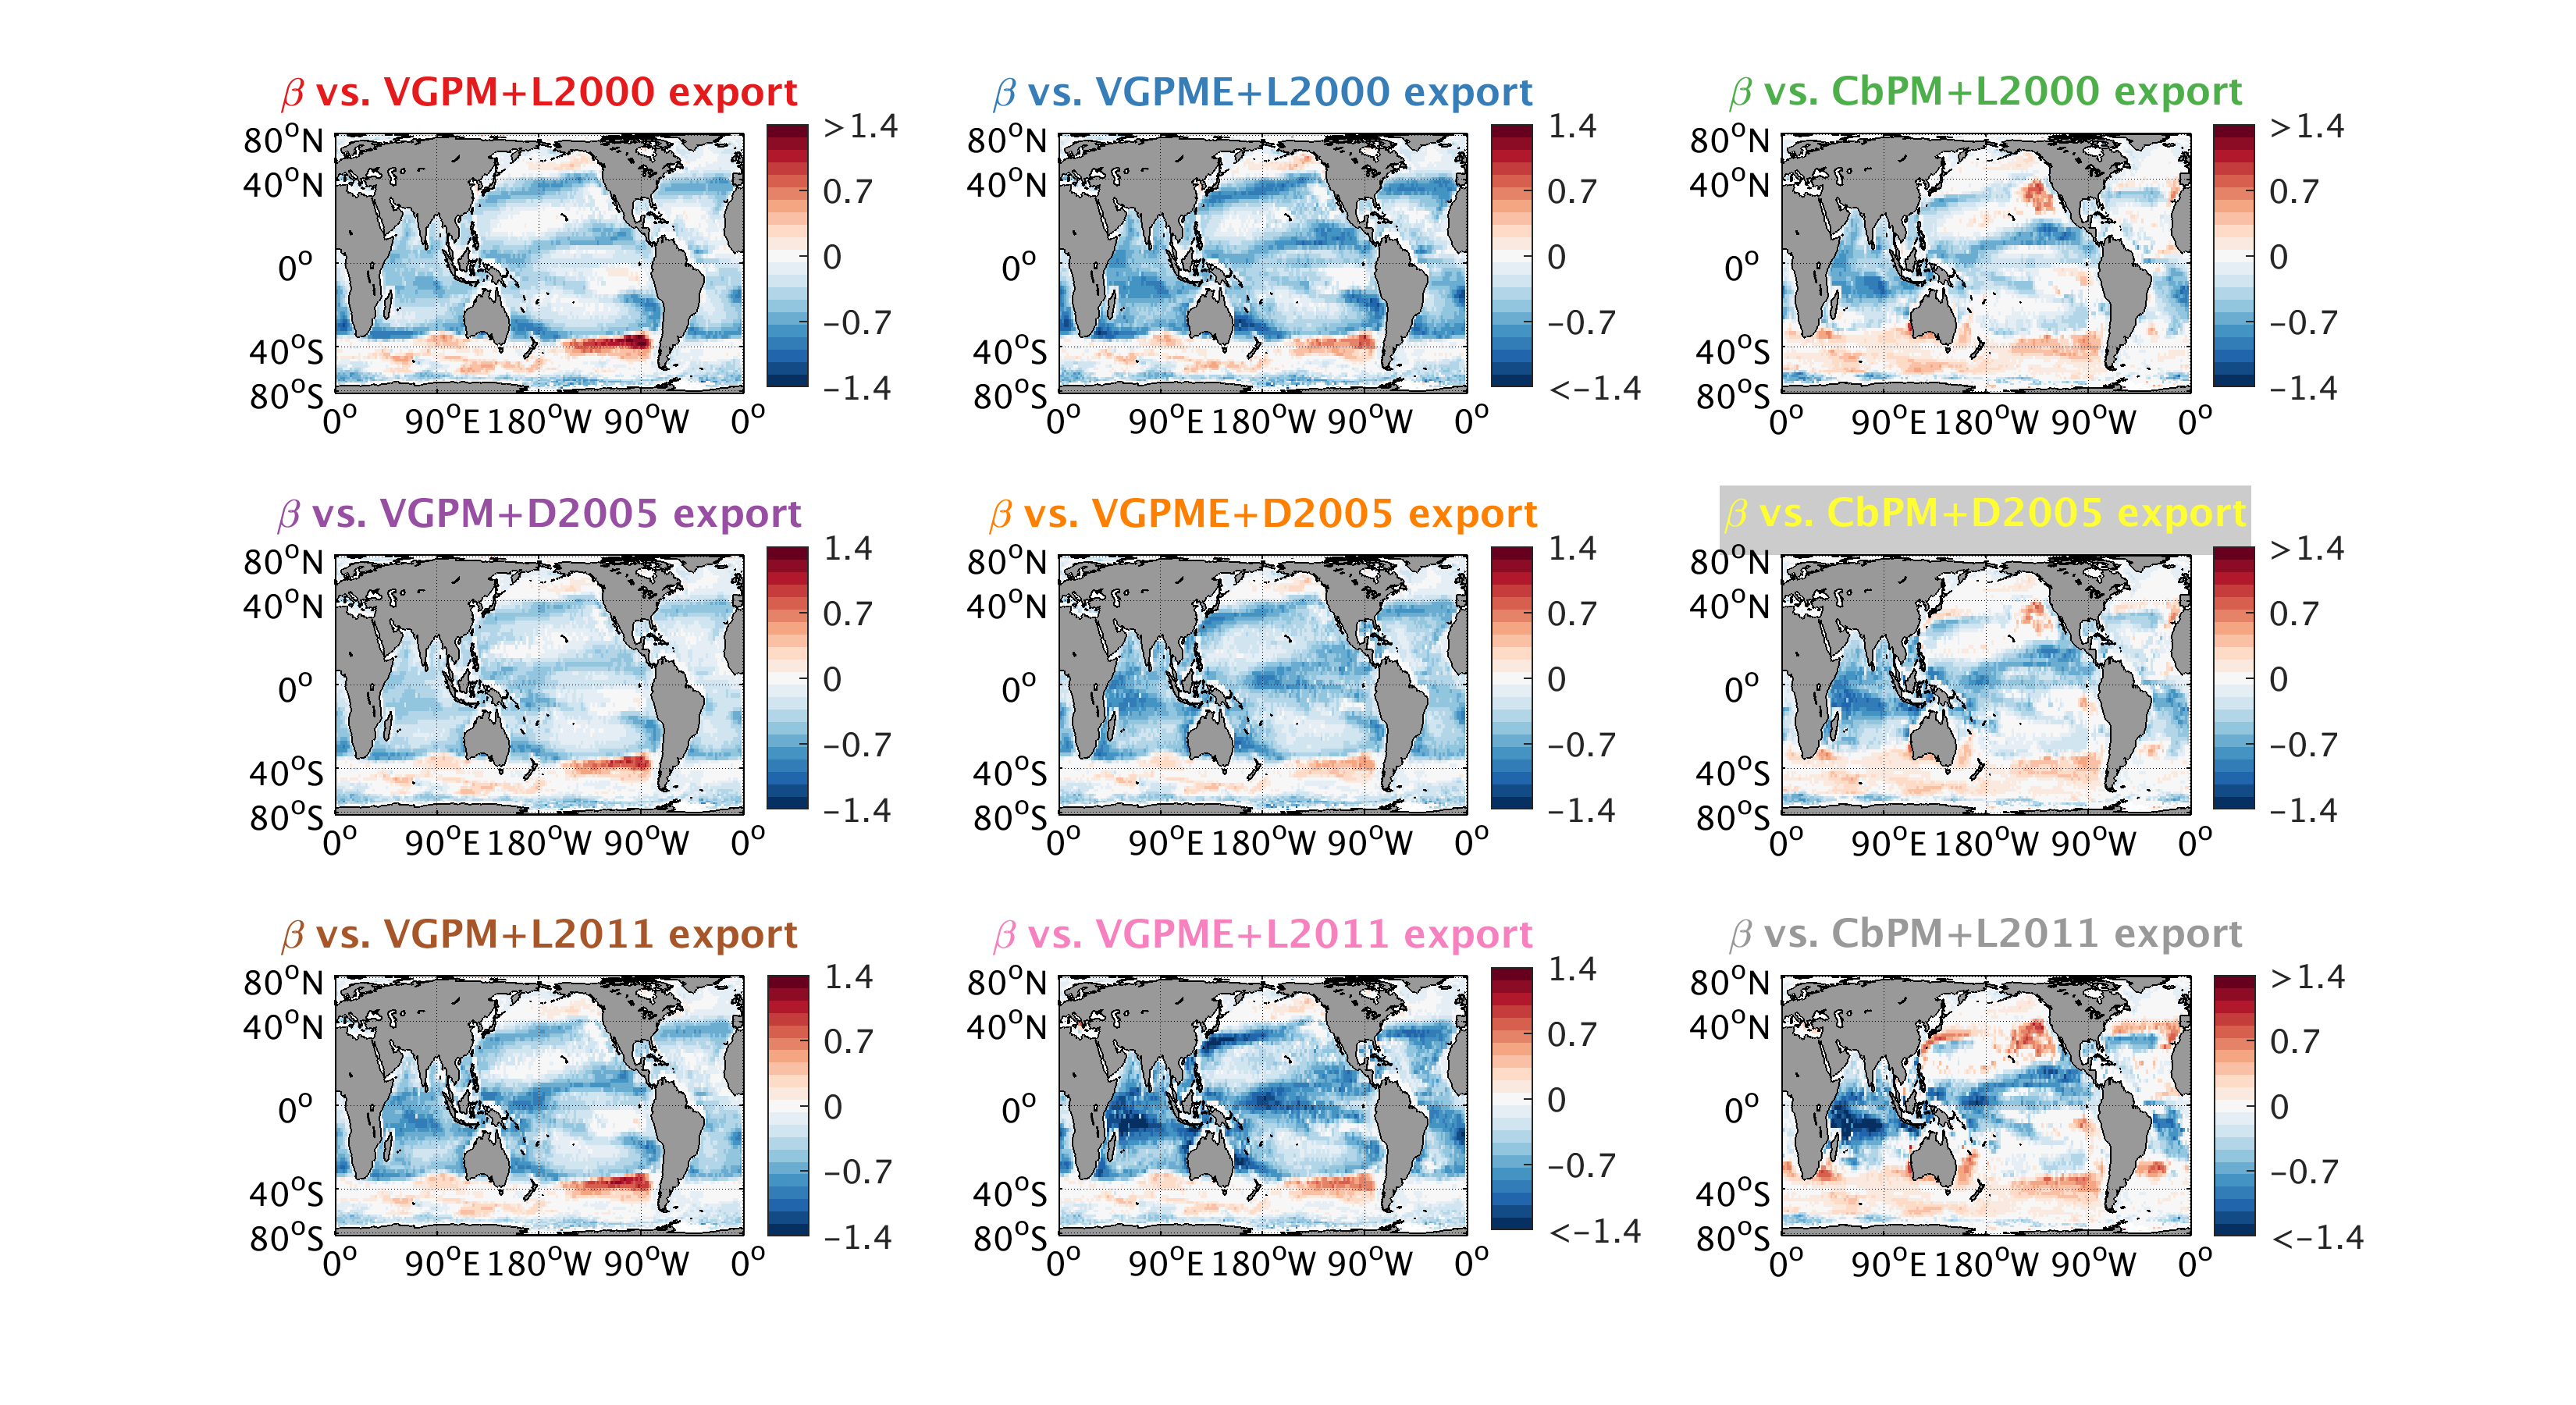 β vs. VGPM+L2000 export
80°N
40°N
0°
40°S
80°S
0° 90°E 180°W 90°W 0°
>1.4
0.7
0
−0.7
−1.4
β vs. VGPME+L2000 export
80°N
40°N
0°
40°S
80°S
0° 90°E 180°W 90°W 0°
1.4
0.7
0
−0.7
<−1.4
β vs. CbPM+L2000 export
80°N
40°N
0°
40°S
80°S
0° 90°E 180°W 90°W 0°
>1.4
0.7
0
−0.7
−1.4
β vs. VGPM+D2005 export
80°N
40°N
0°
40°S
80°S
0° 90°E 180°W 90°W 0°
1.4
0.7
0
−0.7
−1.4
β vs. VGPME+D2005 export
80°N
40°N
0°
40°S
80°S
0° 90°E 180°W 90°W 0°
1.4
0.7
0
−0.7
−1.4
β vs. CbPM+D2005 export
80°N
40°N
0°
40°S
80°S
0° 90°E 180°W 90°W 0°
>1.4
0.7
0
−0.7
−1.4
β vs. VGPM+L2011 export
80°N
40°N
0°
40°S
80°S
0° 90°E 180°W 90°W 0°
1.4
0.7
0
−0.7
−1.4
β vs. VGPME+L2011 export
80°N
40°N
0°
40°S
80°S
0° 90°E 180°W 90°W 0°
1.4
0.7
0
−0.7
<−1.4
β vs. CbPM+L2011 export
80°N
40°N
0°
40°S
80°S
0° 90°E 180°W 90°W 0°
>1.4
0.7
0
−0.7
<−1.4